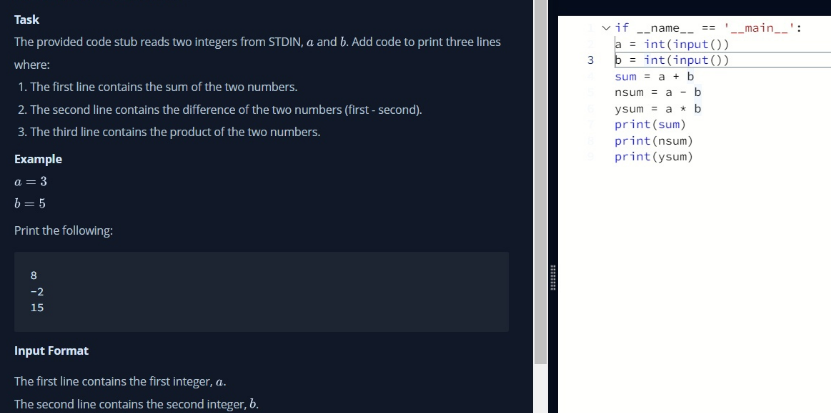 Task
The provided code stub reads two integers from STDIN, a and b. Add code to print three lines
where:
1. The first line contains the sum of the two numbers.
2. The second line contains the difference of the two numbers (first - second).
3. The third line contains the product of the two numbers.
Example
a = 3
b = 5
Print the following:
8
-2
15
Input Format
The first line contains the first integer, a.
The second line contains the second integer, b.
if __name__ == '__main__':
a = int(input())
3 b = int(input())
sum = a + b
nsum = a - b
ysum = a * b
print(sum)
print(nsum)
print(ysum)